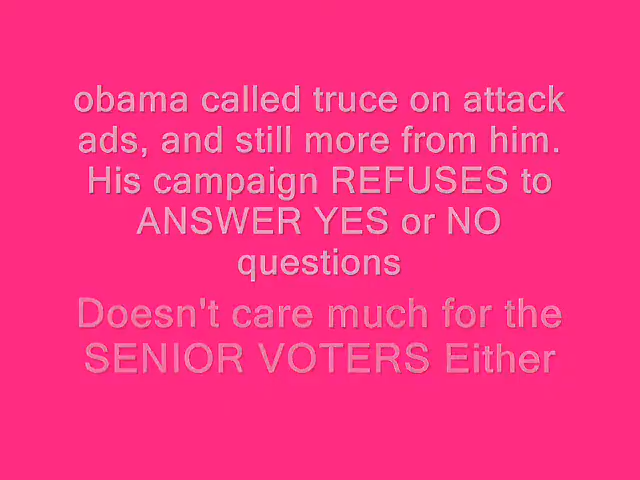 obama called truce on attack
ads, and still more from him.
His campaign REFUSES to
ANSWER YES or NO
questions
Doesn't care much for the
SENIOR VOTERS Either